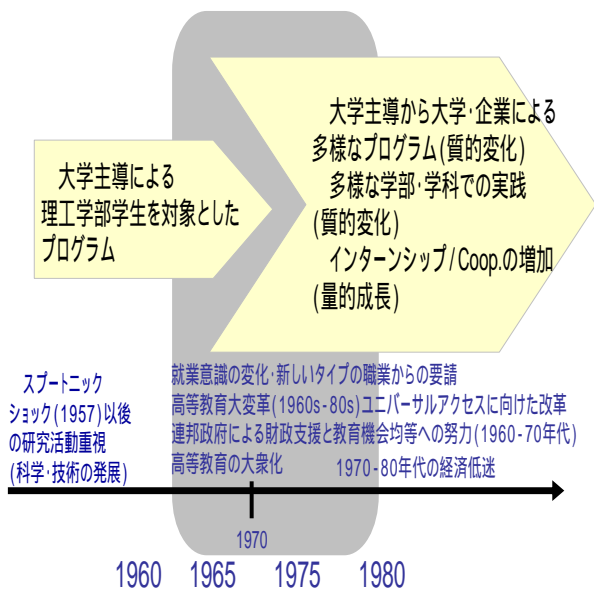 大学主導から大学・企業による
多様なプログラム(質的変化)
多様な学部・学科での実践
(質的変化)
インターンシップ/Coop.の増加
(量的成長)
大学主導による
理工学部学生を対象とした
プログラム
スプートニック
ショック(1957)以後
の研究活動重視
(科学・技術の発展)
就業意識の変化・新しいタイプの職業からの要請
高等教育大変革(1960s-80s)ユニバーサルアクセスに向けた改革
連邦政府による財政支援と教育機会均等への努力(1960-70年代)
高等教育の大衆化
1970-80年代の経済低迷
1970
1960 1965 1975 1980